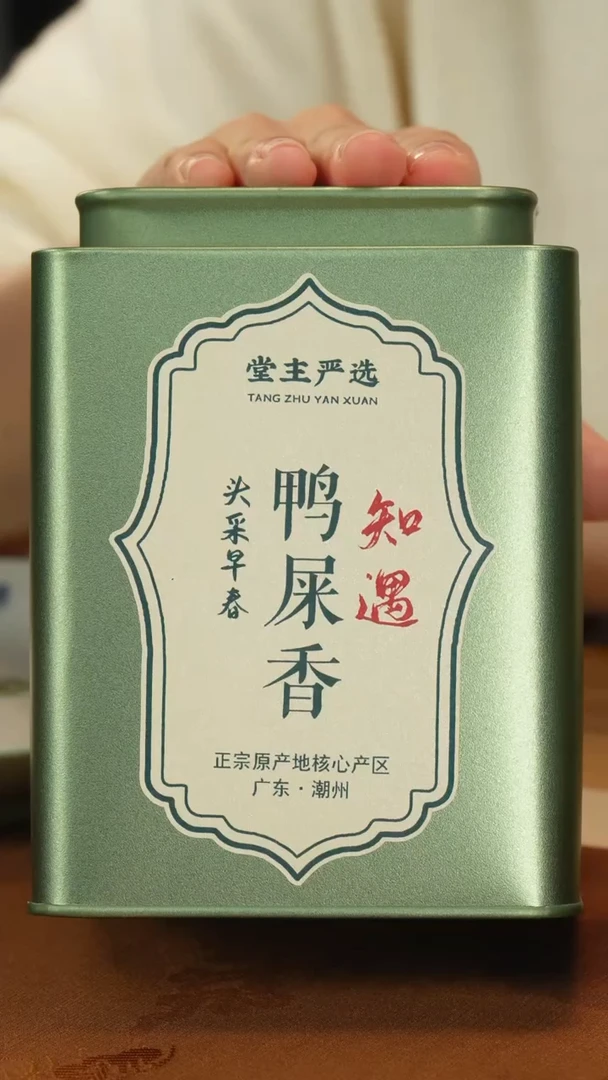 堂主严选
TANG ZHU YAN XUAN
知遇
鸭屎香
头采早春
正宗原产地核心产区
广东·潮州